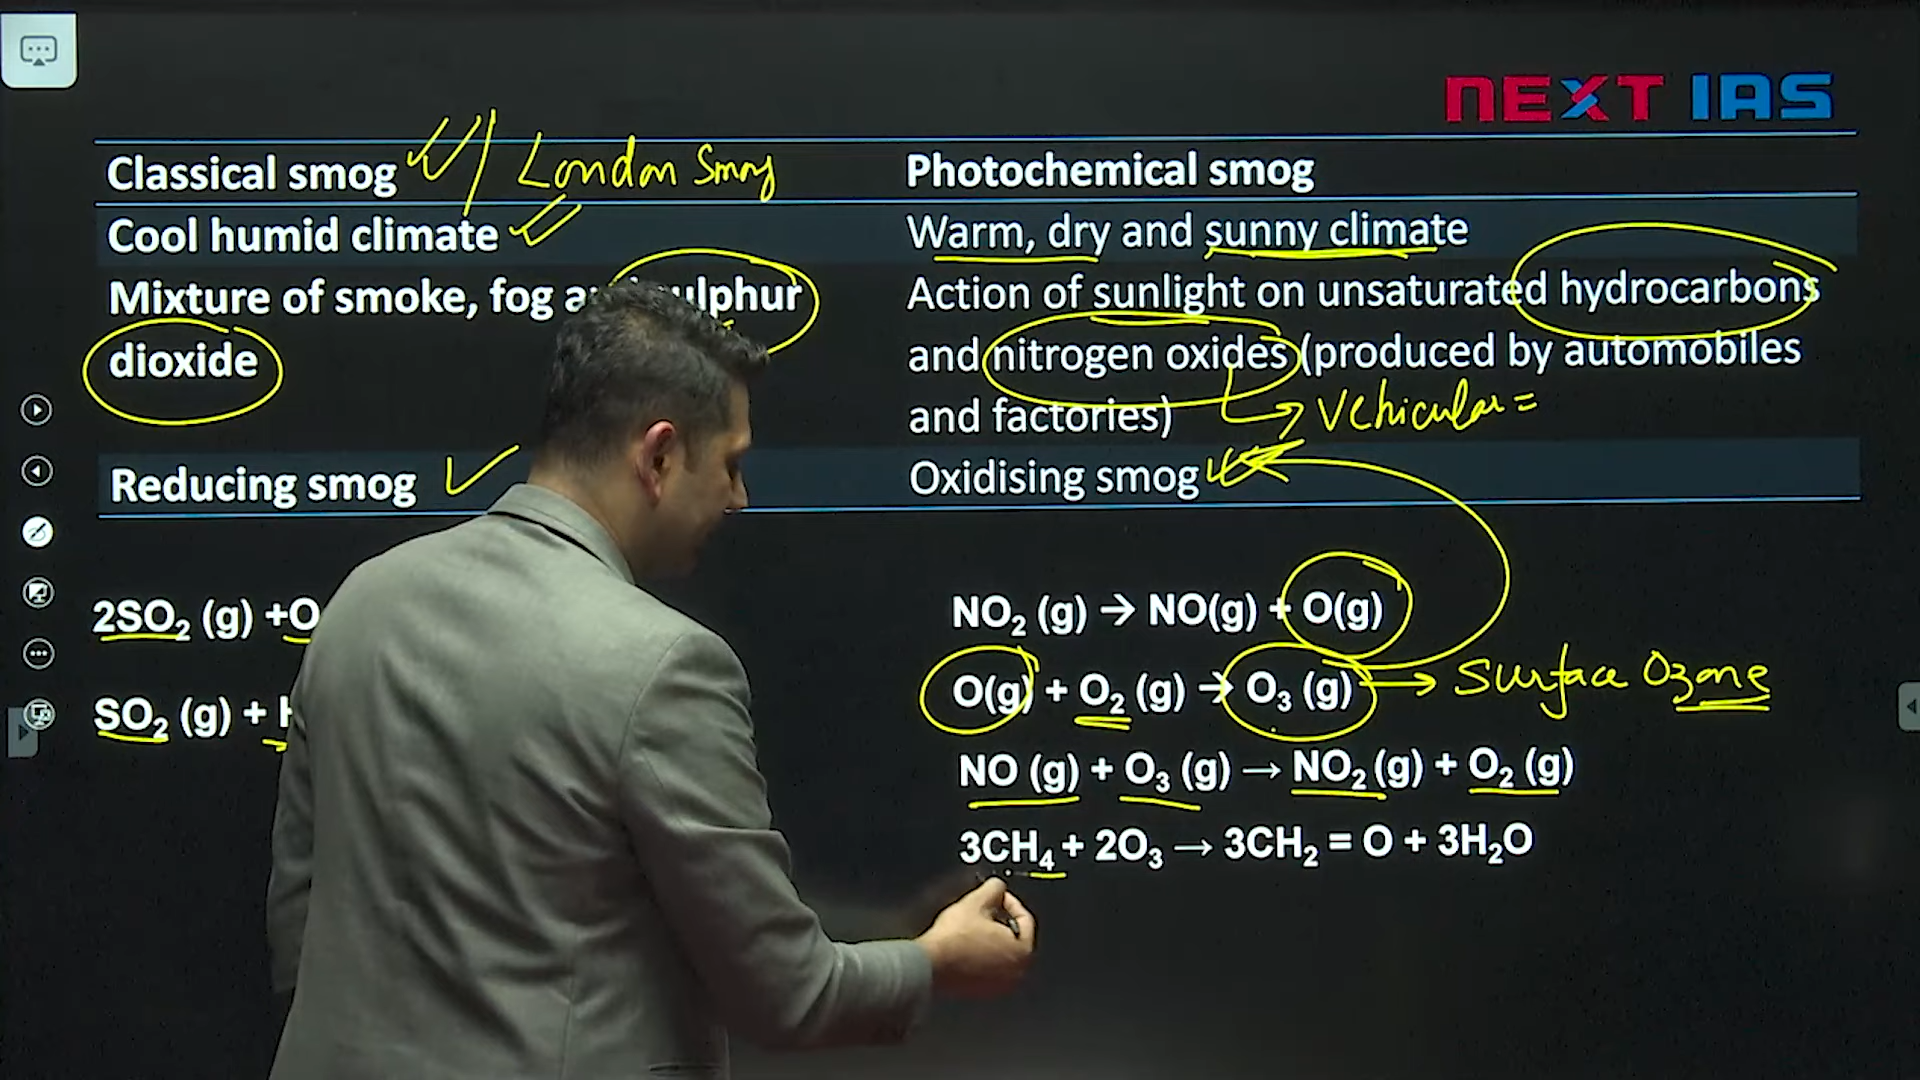 NEXT IAS
Classical smog London Smog
Cool humid climate
Mixture of smoke, fog sulphur
dioxide
Reducing smog
2SO₂ (g) +O
SO₂ (g) +
Photochemical smog
Warm, dry and sunny climate
Action of sunlight on unsaturated hydrocarbons
and nitrogen oxides (produced by automobiles
and factories) Vehicular =
Oxidising smog
NO₂ (g) → NO(g) + O(g)
O(g) + O₂ (g) → O₃ (g) → Surface Ozone
NO (g) + O₃ (g) → NO₂ (g) + O₂ (g)
3CH₄ + 2O₃ → 3CH₂ = O + 3H₂O